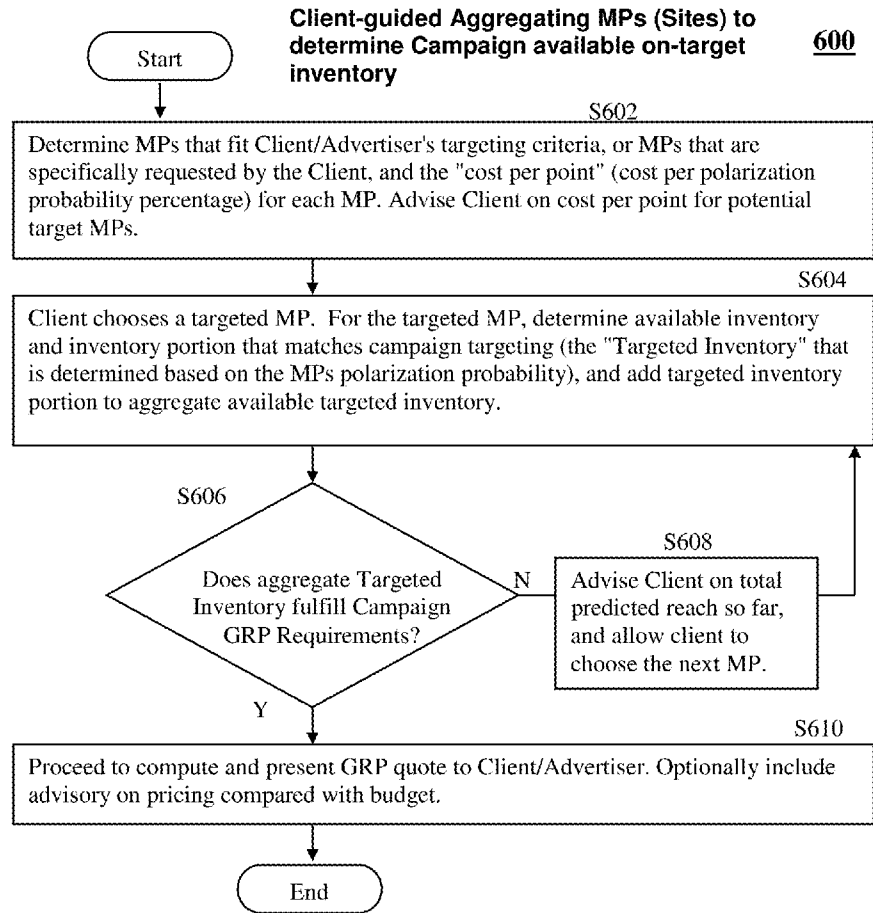 Client-guided Aggregating MPs (Sites) to
determine Campaign available on-target
inventory
600
Start
S602
Determine MPs that fit Client/Advertiser's targeting criteria, or MPs that are
specifically requested by the Client, and the "cost per point" (cost per polarization
probability percentage) for each MP. Advise Client on cost per point for potential
target MPs.
S604
Client chooses a targeted MP. For the targeted MP, determine available inventory
and inventory portion that matches campaign targeting (the "Targeted Inventory" that
is determined based on the MPs polarization probability), and add targeted inventory
portion to aggregate available targeted inventory.
S606
Does aggregate Targeted
Inventory fulfill Campaign
GRP Requirements?
N
S608
Advise Client on total
predicted reach so far,
and allow client to
choose the next MP.
Y
S610
Proceed to compute and present GRP quote to Client/Advertiser. Optionally include
advisory on pricing compared with budget.
End